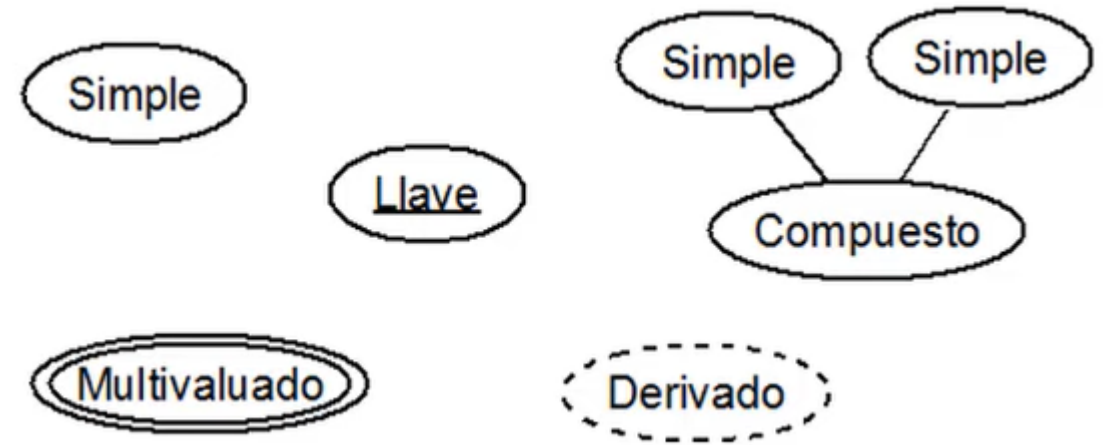 Simple
Simple
Simple
Llave
Compuesto
Multivaluado
Derivado